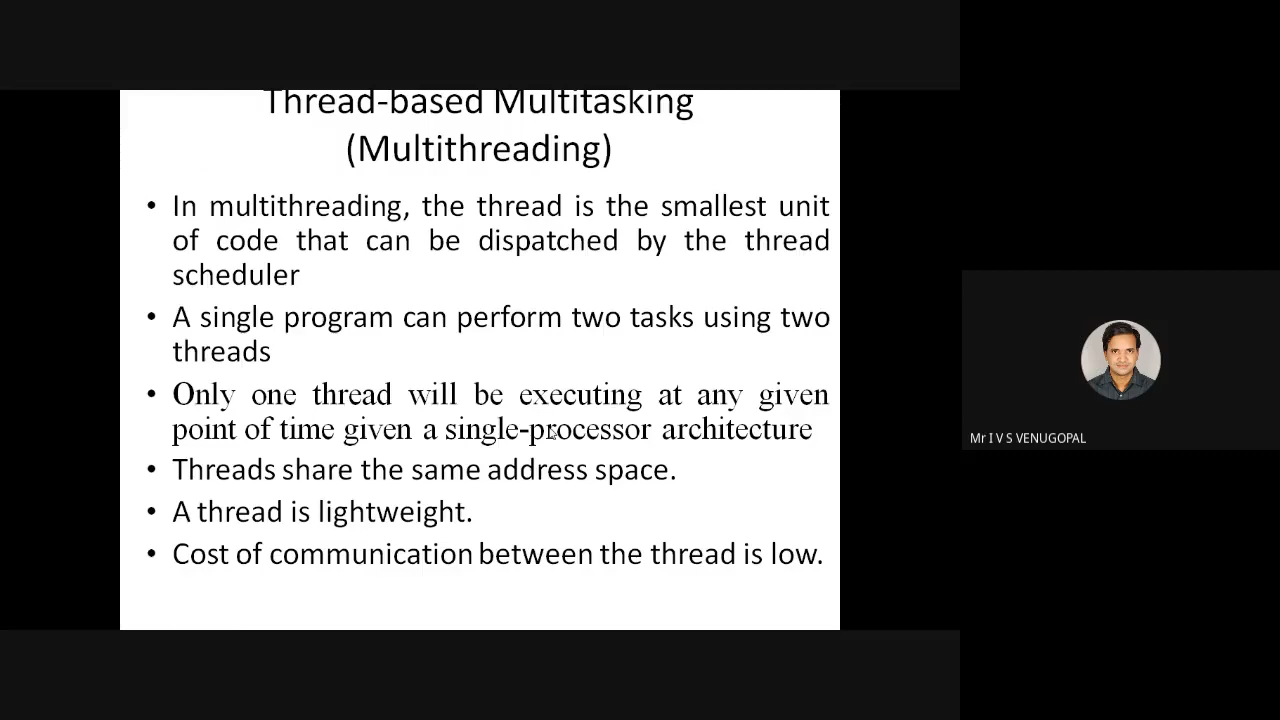 Thread-based Multitasking
(Multithreading)
• In multithreading, the thread is the smallest unit
of code that can be dispatched by the thread
scheduler
• A single program can perform two tasks using two
threads
• Only one thread will be executing at any given
point of time given a single-processor architecture
• Threads share the same address space.
• A thread is lightweight.
• Cost of communication between the thread is low.
Mr I V S VENUGOPAL